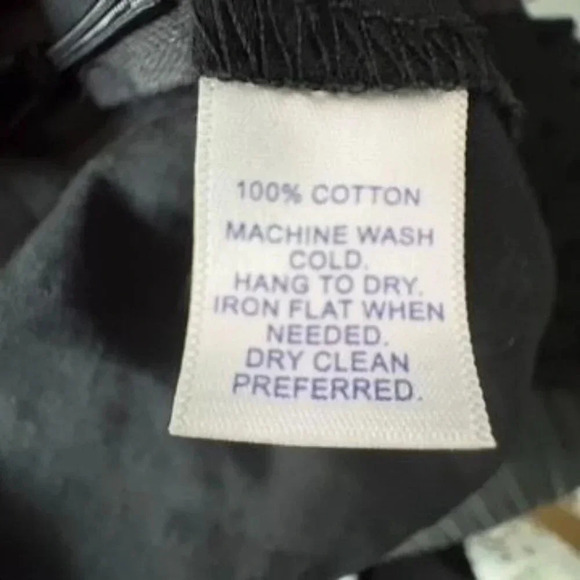 100% COTTON
MACHINE WASH
COLD.
HANG TO DRY.
IRON FLAT WHEN
NEEDED.
DRY CLEAN
PREFERRED.